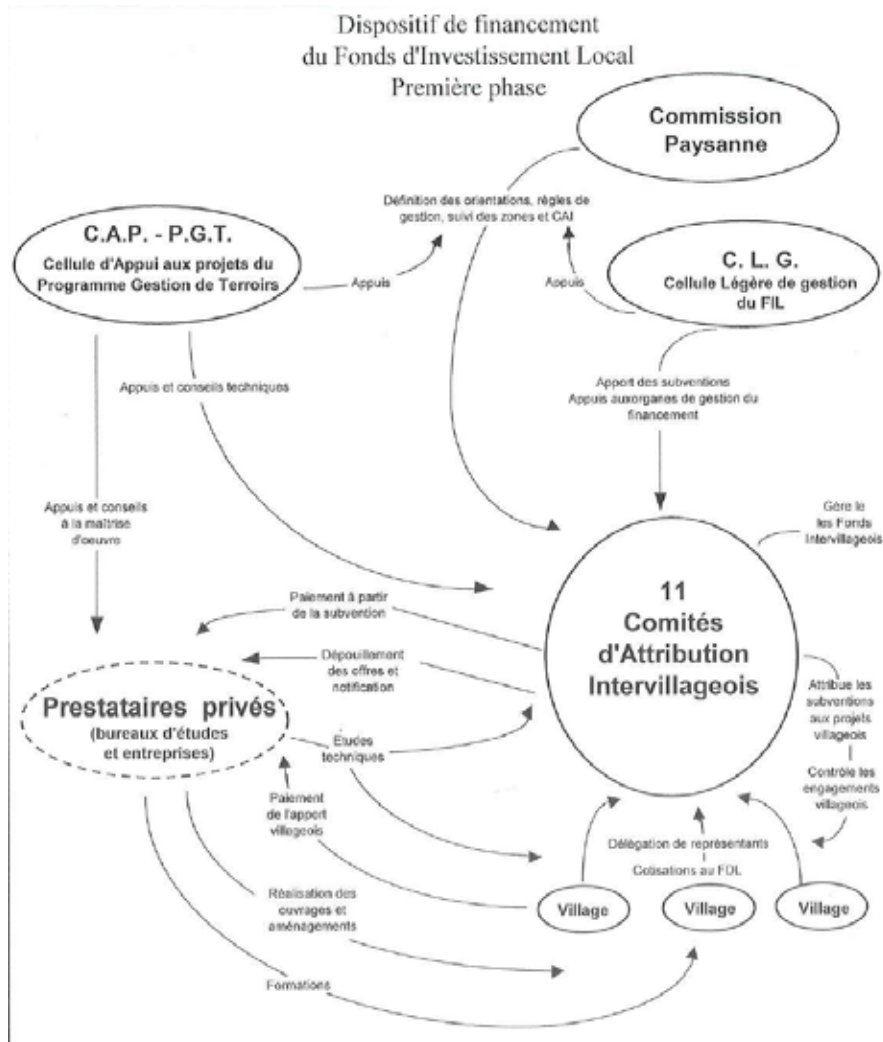 Dispositif de financement
du Fonds d'Investissement Local
Première phase
Commission
Paysanne
Définition des orientations, règles de
gestion, suivi des zones et CAI
C.A.P. - P.G.T.
Cellule d'Appui aux projets du
Programme Gestion de Terroirs
Appuis
C. L. G.
Cellule Légère de gestion
du FIL
Appuis
Appuis et conseils techniques
Apport des subventions
Appuis auxorganes de gestion du
financement
Appuis et conseils
à la maîtrise
d'oeuvre
Gère le
les Fonds
Intervillageois
11
Comités
d'Attribution
Intervillageois
Paiement à partir
de la subvention
Dépouillement
des offres et
notification
Prestataires privés
(bureaux d'études
et entreprises)
Etudes
techniques
Attribue les
subventions
aux projets
villageois
Contrôle les
engagements
villageois
Paiement
de l'apport
villageois
Délégation de représentants
Cotisations au FDL
Village
Village
Village
Réalisation des
ouvrages et
aménagements
Formations